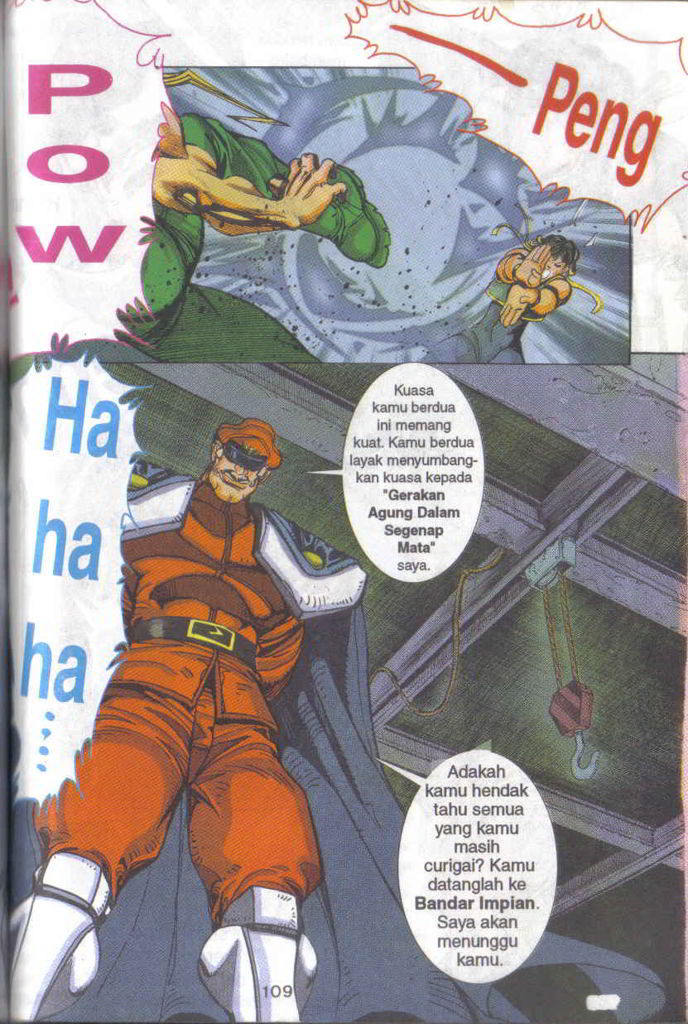 POW
Peng
Ha
ha
ha
...
Kuasa
kamu berdua
ini memang
kuat. Kamu berdua
layak menyumbang-
kan kuasa kepada
"Gerakan
Agung Dalam
Segenap
Mata"
saya.
Adakah
kamu hendak
tahu semua
yang kamu
masih
curigai? Kamu
datanglah ke
Bandar Impian.
Saya akan
menunggu
kamu.
109